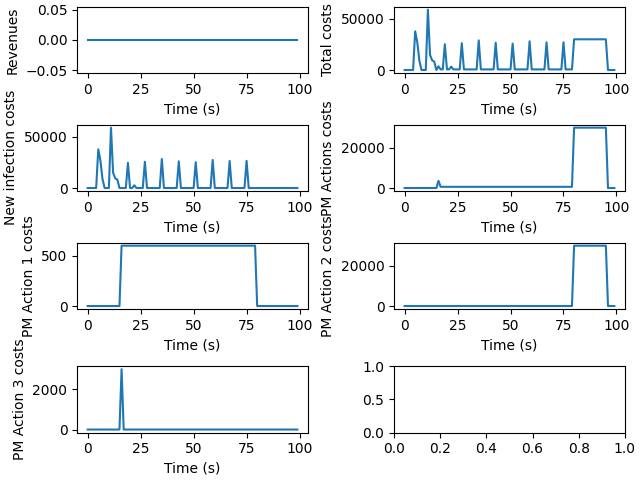 Revenues
0.05
0.00
−0.05
0 25 50 75 100
Time (s)
Total costs
50000
0
0 25 50 75 100
Time (s)
New infection costs
50000
0
0 25 50 75 100
Time (s)
PM Actions costs
20000
0
0 25 50 75 100
Time (s)
PM Action 1 costs
500
0
0 25 50 75 100
Time (s)
PM Action 2 costs
20000
0
0 25 50 75 100
Time (s)
PM Action 3 costs
2000
0
0 25 50 75 100
Time (s)
1.0
0.5
0.0
0.0 0.2 0.4 0.6 0.8 1.0